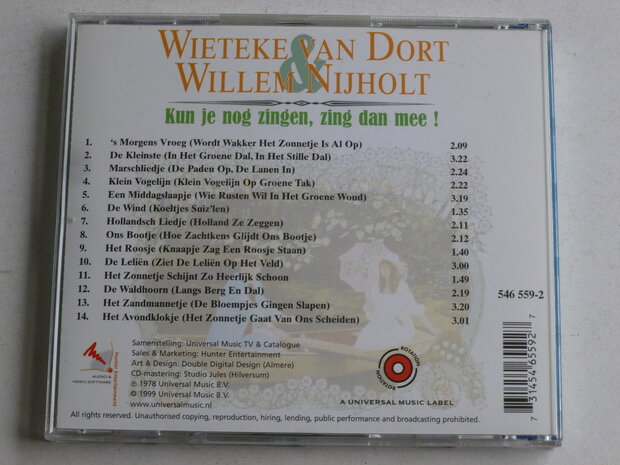 Wieteke van Dort
&
Willem Nijholt
Kun je nog zingen, zing dan mee !
1. 's Morgens Vroeg (Wordt Wakker Het Zonnetje Is Al Op) 2.09
2. De Kleinste (In Het Groene Dal, In Het Stille Dal) 3.22
3. Marschliedje (De Paden Op, De Lanen In) 2.24
4. Klein Vogelijn (Klein Vogelijn Op Groene Tak) 2.22
5. Een Middagslaapje (Wie Rusten Wil In Het Groene Woud) 3.19
6. De Wind (Koeltjes Suiz'len) 1.35
7. Hollandsch Liedje (Holland Ze Zeggen) 2.11
8. Ons Bootje (Hoe Zachtkens Glijdt Ons Bootje) 2.12
9. Het Roosje (Knaapje Zag Een Roosje Staan) 1.40
10. De Leliën (Ziet De Leliën Op Het Veld) 3.00
11. Het Zonnetje Schijnt Zo Heerlijk Schoon 1.49
12. De Waldhoorn (Langs Berg En Dal) 2.19
13. Het Zandmannetje (De Bloempjes Gingen Slapen) 3.20
14. Het Avondklokje (Het Zonnetje Gaat Van Ons Scheiden) 3.01
546 559-2
Hunter Entertainment
AUDIO &
VIDEO SOFTWARE
Samenstelling: Universal Music TV & Catalogue
Sales & Marketing: Hunter Entertainment
Art & Design: Double Digital Design (Almere)
CD-mastering: Studio Jules (Hilversum)
℗ 1978 Universal Music B.V.
© 1999 Universal Music B.V.
www.universalmusic.nl
ROTATION
ROTATION
A UNIVERSAL MUSIC LABEL
7 31454 65592 7
All rights reserved. Unauthorised copying, reproduction, hiring, lending, public performance and broadcasting prohibited.